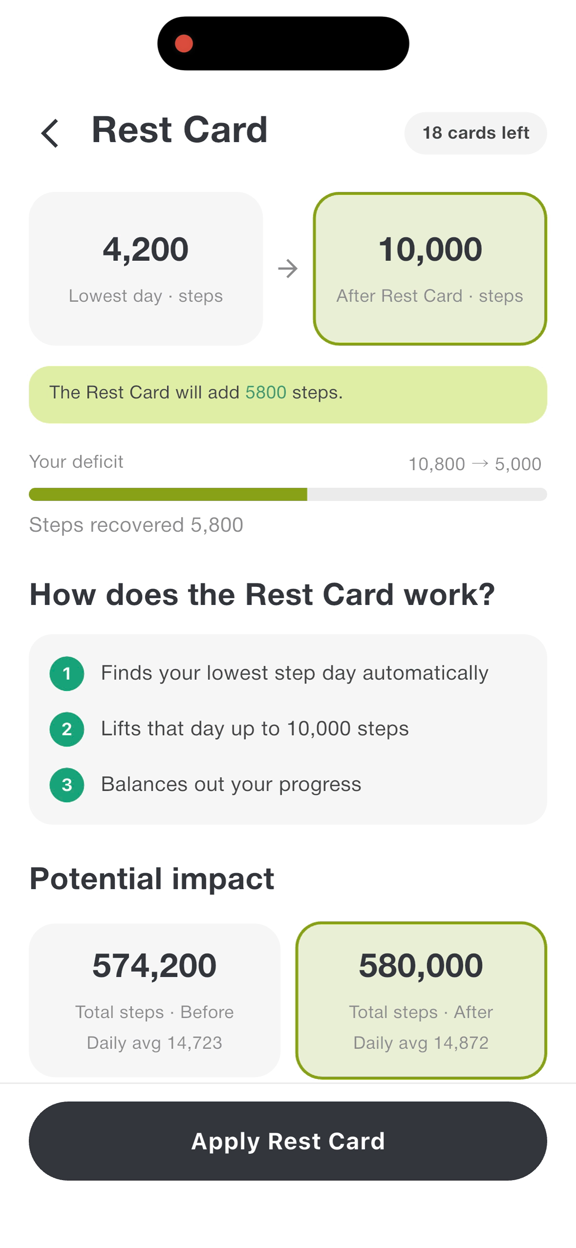 Rest Card
18 cards left
4,200
Lowest day · steps
→
10,000
After Rest Card · steps
The Rest Card will add 5800 steps.
Your deficit
10,800 → 5,000
Steps recovered 5,800
How does the Rest Card work?
1 Finds your lowest step day automatically
2 Lifts that day up to 10,000 steps
3 Balances out your progress
Potential impact
574,200
Total steps · Before
Daily avg 14,723
580,000
Total steps · After
Daily avg 14,872
Apply Rest Card